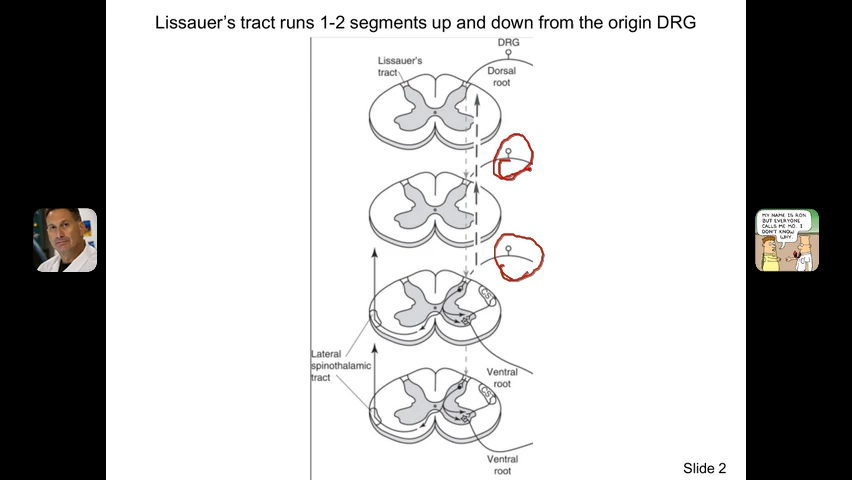 Lissauer’s tract runs 1-2 segments up and down from the origin DRG
DRG
Lissauer's
tract
Dorsal
root
MY NAME IS RON
BUT EVERYONE
CALLS ME MO. I
DON'T KNOW
WHY.
CS
Lateral
spinothalamic
tract
Ventral
root
CS
Ventral
root
Slide 2